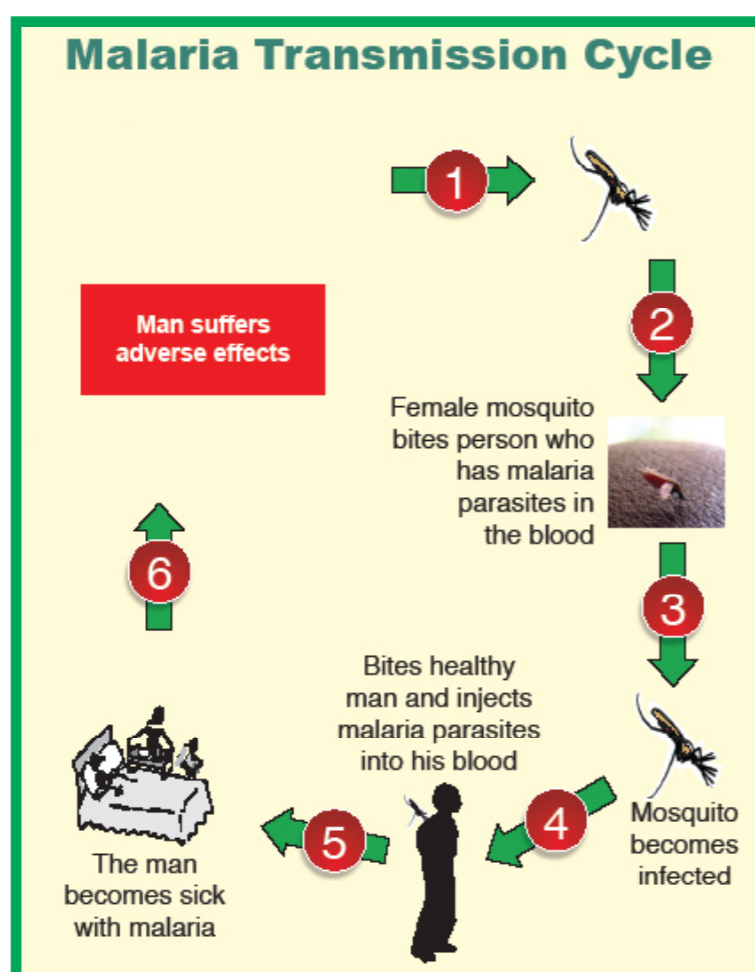 Malaria Transmission Cycle
1
2
Man suffers
adverse effects
Female mosquito
bites person who
has malaria
parasites in
the blood
3
Mosquito
becomes
infected
4
Bites healthy
man and injects
malaria parasites
into his blood
5
The man
becomes sick
with malaria
6